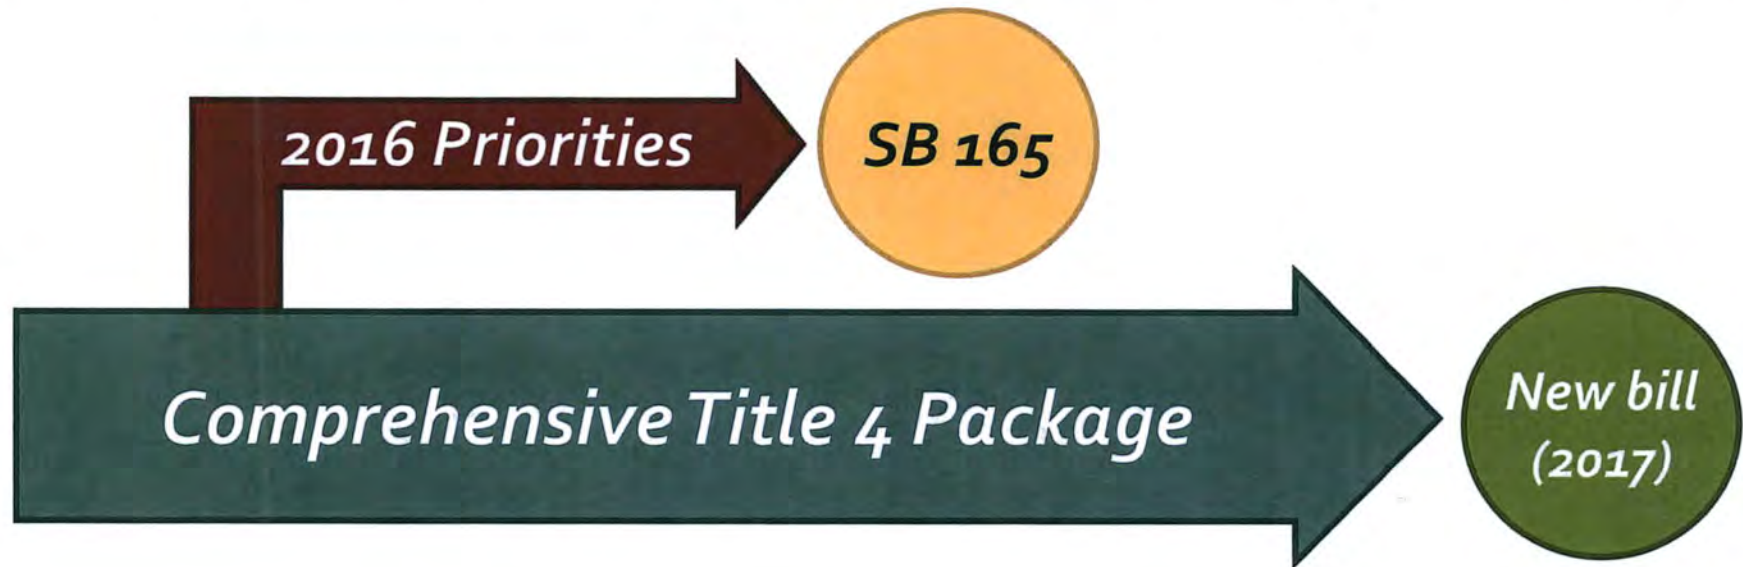 2016 Priorities
SB 165
Comprehensive Title 4 Package
New bill
(2017)